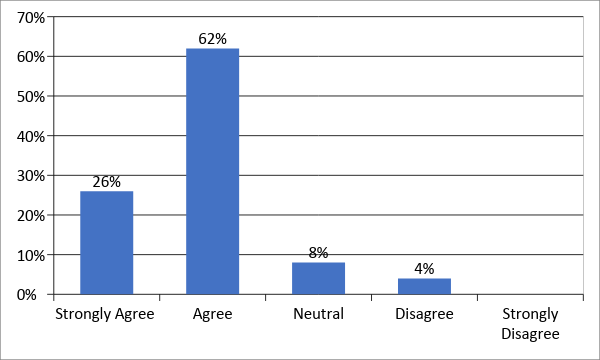 70%
62%
60%
50%
40%
30%
26%
20%
10%
8%
4%
0%
Strongly Agree
Agree
Neutral
Disagree
Strongly
Disagree